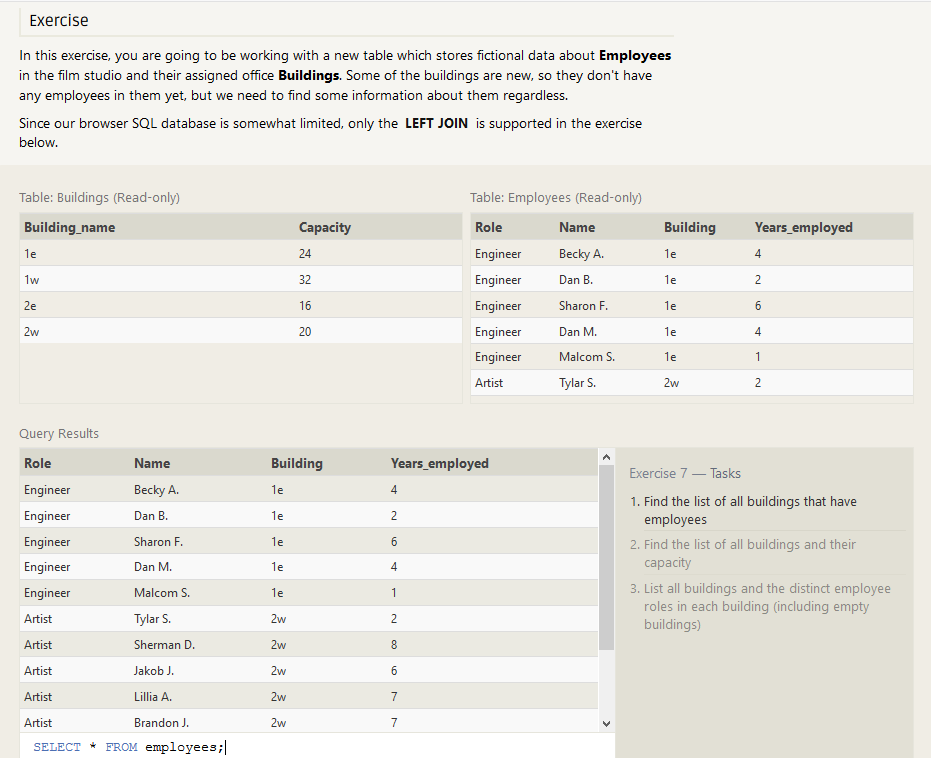 Exercise
In this exercise, you are going to be working with a new table which stores fictional data about Employees
in the film studio and their assigned office Buildings. Some of the buildings are new, so they don't have
any employees in them yet, but we need to find some information about them regardless.
Since our browser SQL database is somewhat limited, only the LEFT JOIN is supported in the exercise
below.
Table: Buildings (Read-only)
Building_name Capacity
1e 24
1w 32
2e 16
2w 20
Table: Employees (Read-only)
Role Name Building Years_employed
Engineer Becky A. 1e 4
Engineer Dan B. 1e 2
Engineer Sharon F. 1e 6
Engineer Dan M. 1e 4
Engineer Malcom S. 1e 1
Artist Tylar S. 2w 2
Query Results
Role Name Building Years_employed
Engineer Becky A. 1e 4
Engineer Dan B. 1e 2
Engineer Sharon F. 1e 6
Engineer Dan M. 1e 4
Engineer Malcom S. 1e 1
Artist Tylar S. 2w 2
Artist Sherman D. 2w 8
Artist Jakob J. 2w 6
Artist Lillia A. 2w 7
Artist Brandon J. 2w 7
SELECT * FROM employees;
Exercise 7 — Tasks
1. Find the list of all buildings that have
employees
2. Find the list of all buildings and their
capacity
3. List all buildings and the distinct employee
roles in each building (including empty
buildings)